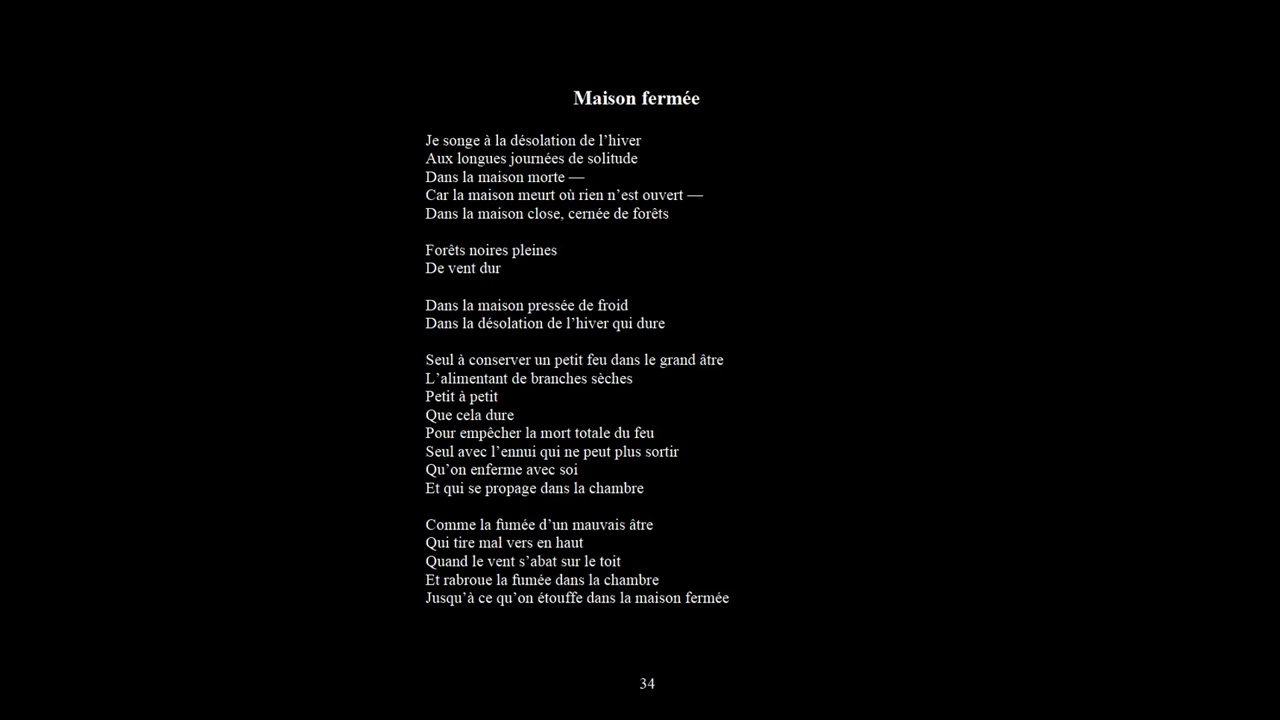 Maison fermée
Je songe à la désolation de l’hiver
Aux longues journées de solitude
Dans la maison morte —
Car la maison meurt où rien n’est ouvert —
Dans la maison close, cernée de forêts
Forêts noires pleines
De vent dur
Dans la maison pressée de froid
Dans la désolation de l’hiver qui dure
Seul à conserver un petit feu dans le grand âtre
L’alimentant de branches sèches
Petit à petit
Que cela dure
Pour empêcher la mort totale du feu
Seul avec l’ennui qui ne peut plus sortir
Qu’on enferme avec soi
Et qui se propage dans la chambre
Comme la fumée d’un mauvais âtre
Qui tire mal vers en haut
Quand le vent s’abat sur le toit
Et rabroue la fumée dans la chambre
Jusqu’à ce qu’on étouffe dans la maison fermée
34